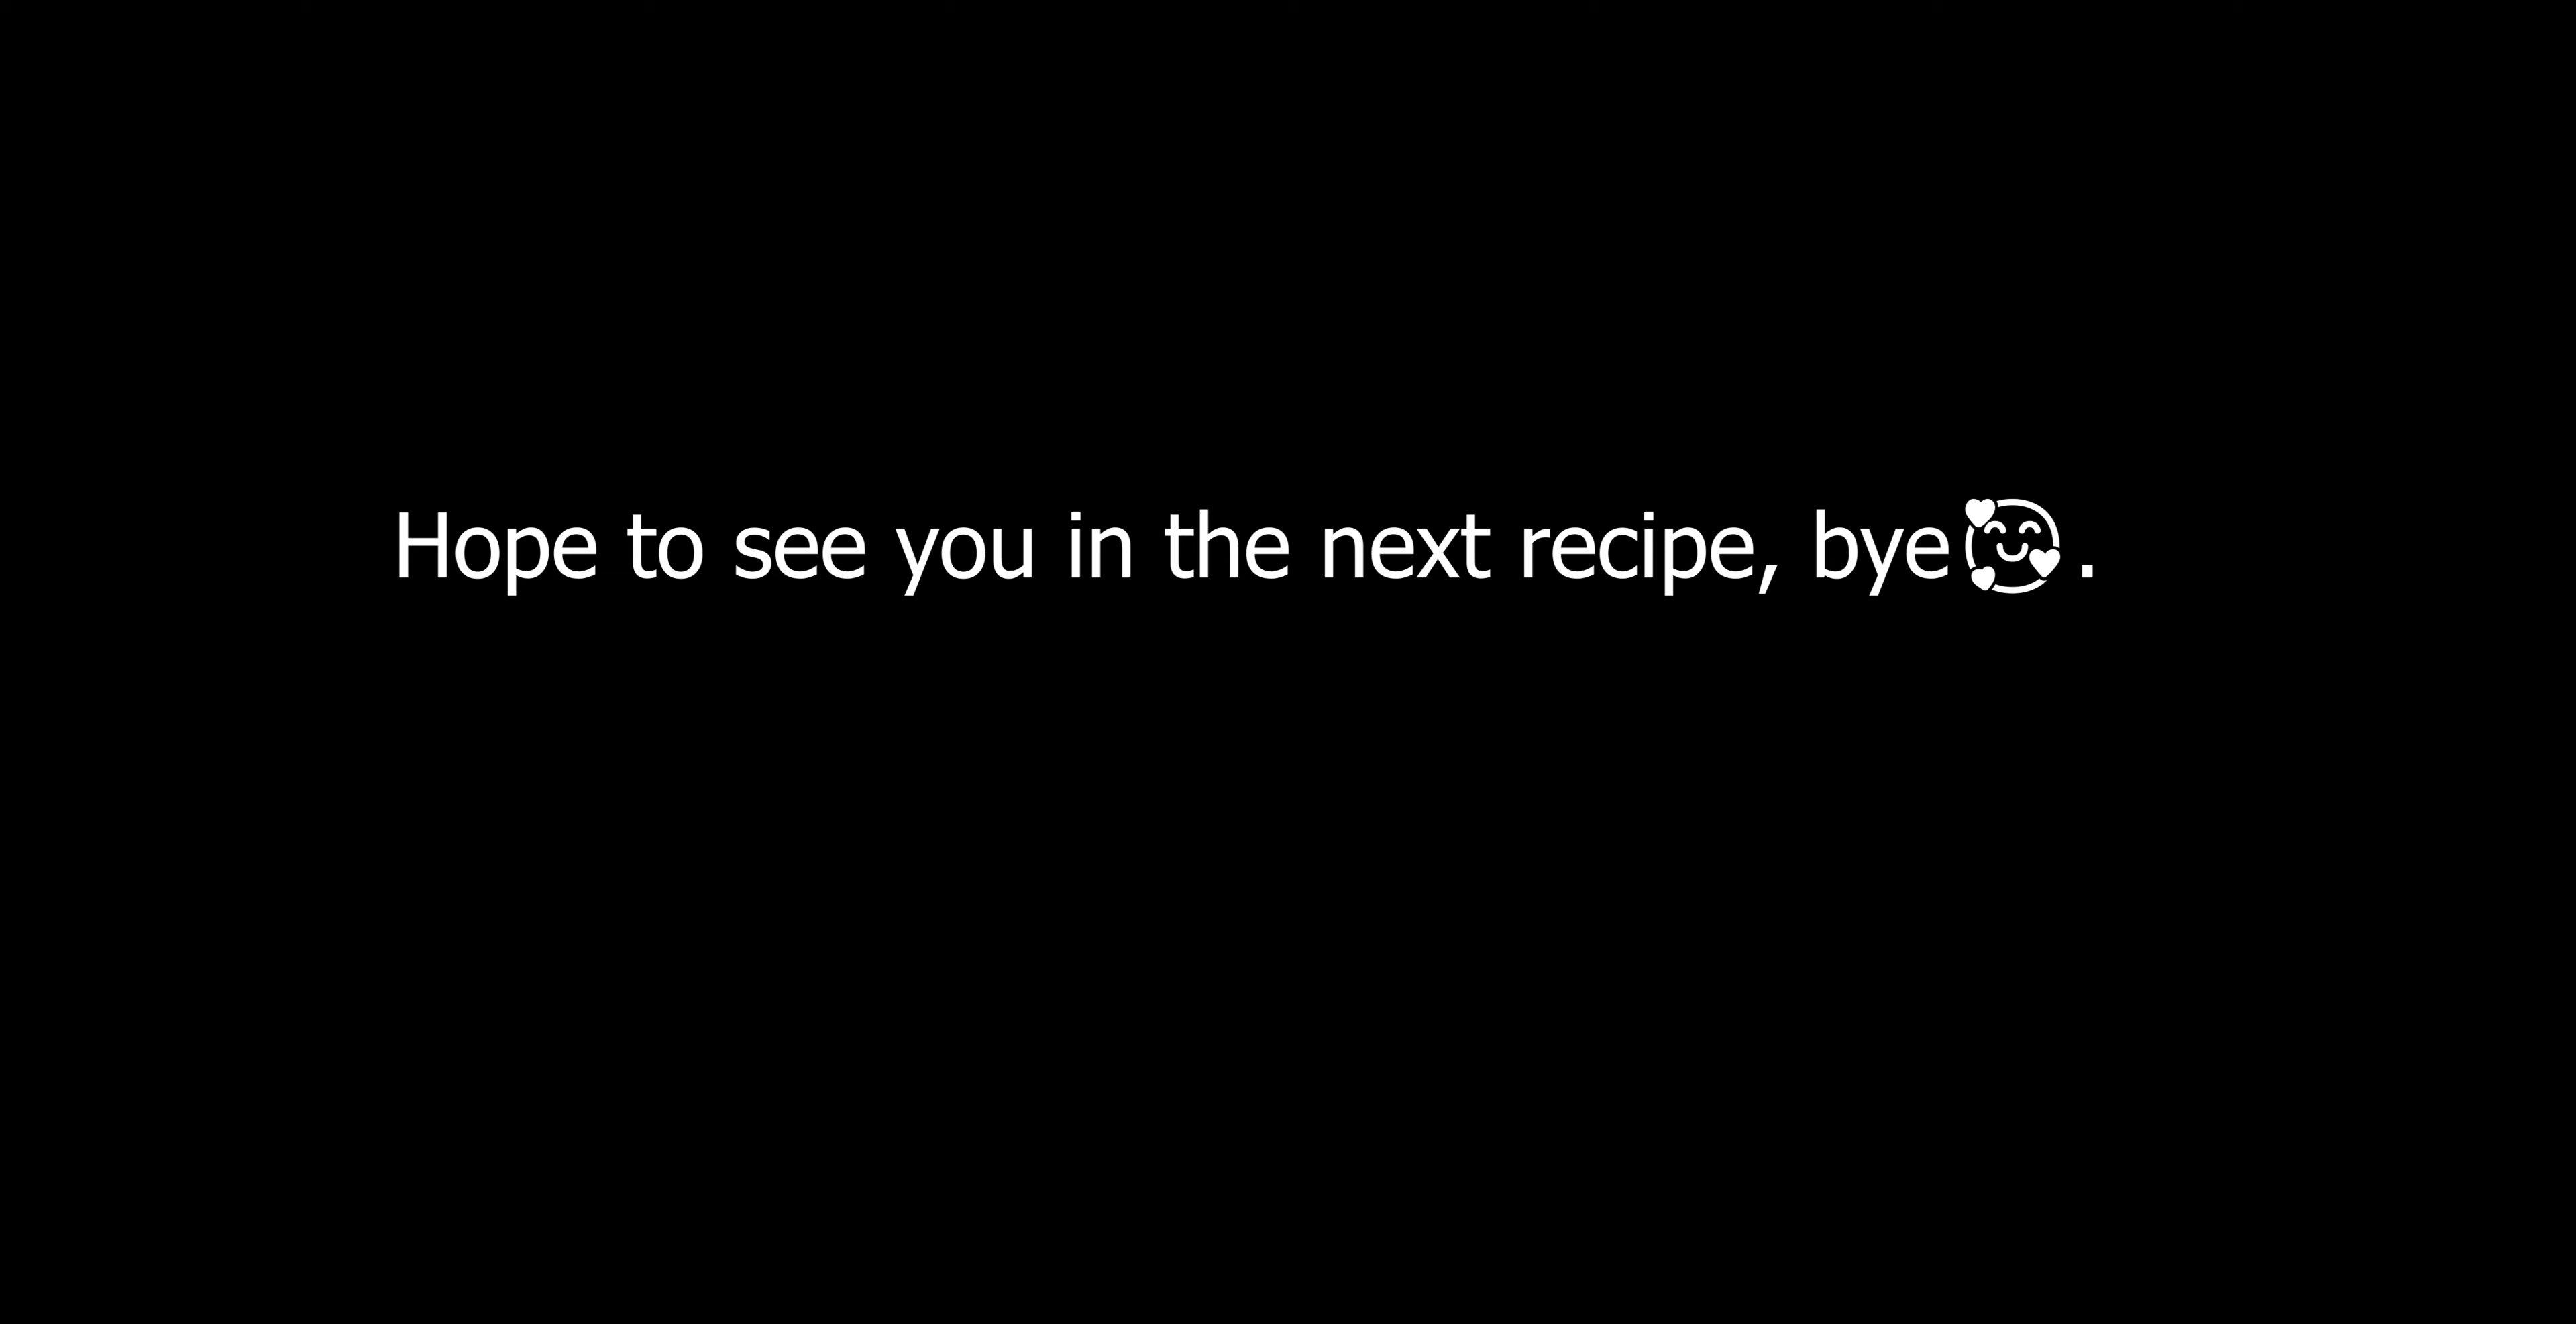 Hope to see you in the next recipe, bye🥰.